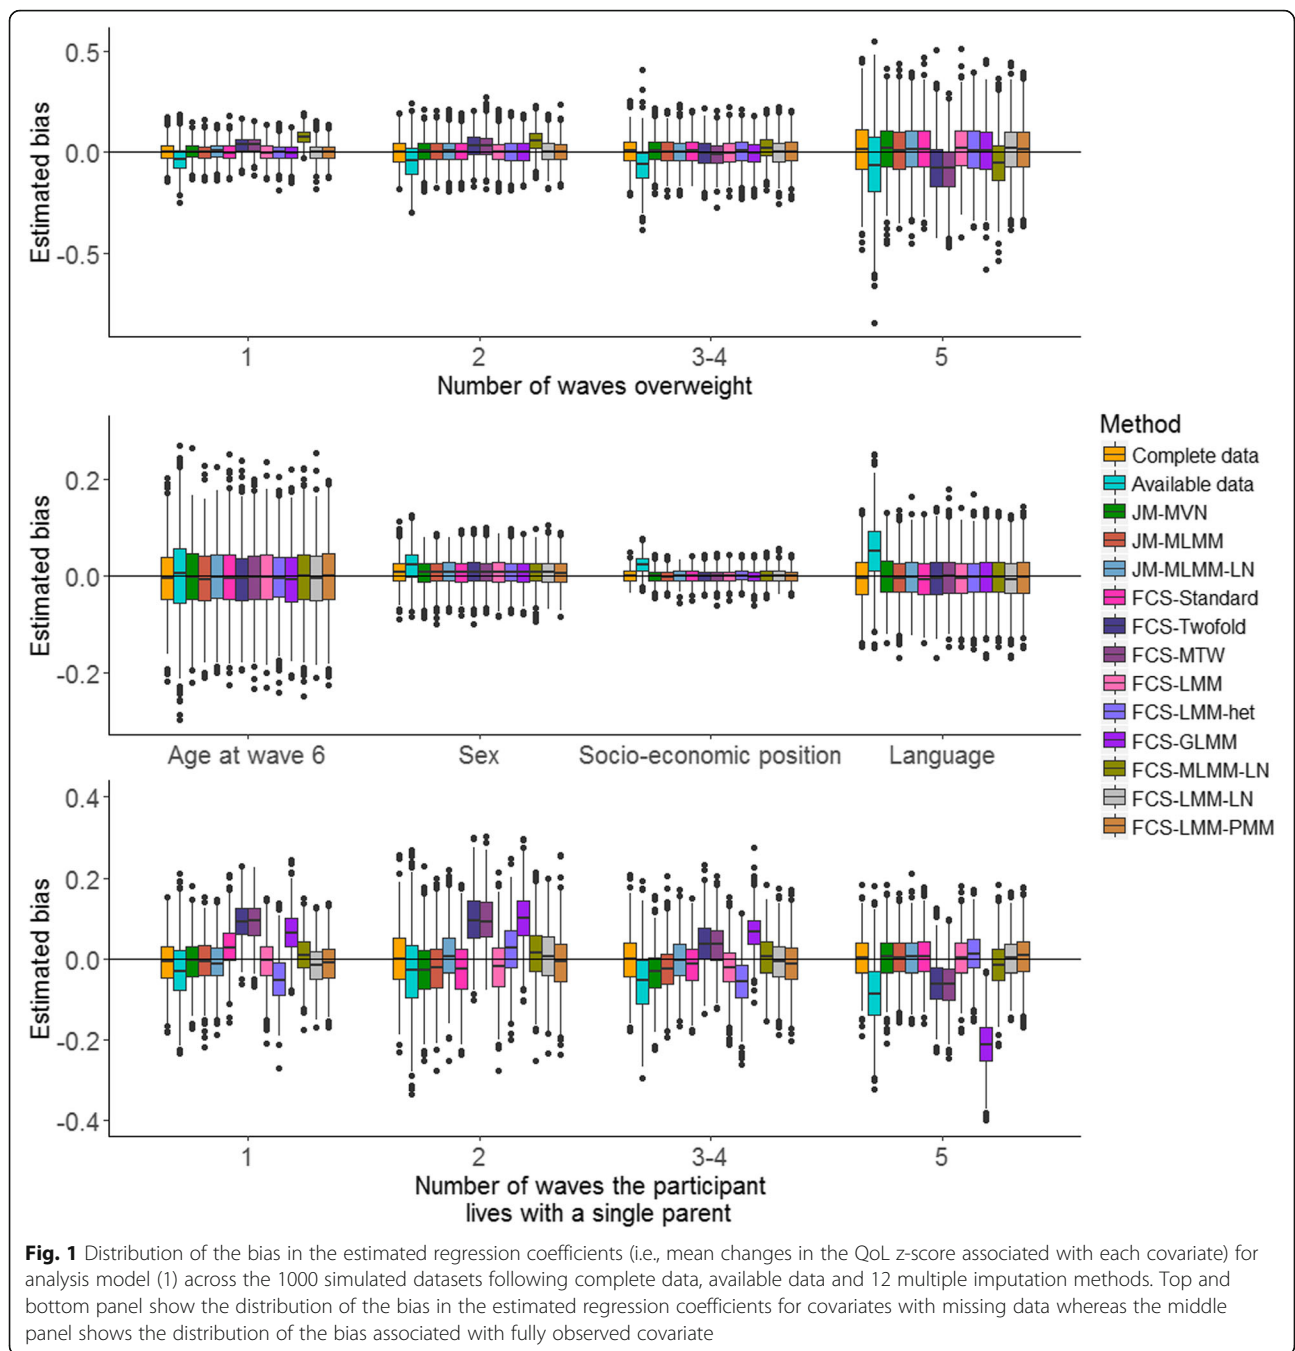 0.5
0.0
-0.5
Estimated bias
1
2
3-4
5
Number of waves overweight
0.2
0.0
-0.2
Estimated bias
Age at wave 6
Sex
Socio-economic position
Language
0.4
0.2
0.0
-0.2
-0.4
Estimated bias
1
2
3-4
5
Number of waves the participant
lives with a single parent
Method
Complete data
Available data
JM-MVN
JM-MLMM
JM-MLMM-LN
FCS-Standard
FCS-Twofold
FCS-MTW
FCS-LMM
FCS-LMM-het
FCS-GLMM
FCS-MLMM-LN
FCS-LMM-LN
FCS-LMM-PMM
Fig. 1 Distribution of the bias in the estimated regression coefficients (i.e., mean changes in the QoL z-score associated with each covariate) for
analysis model (1) across the 1000 simulated datasets following complete data, available data and 12 multiple imputation methods. Top and
bottom panel show the distribution of the bias in the estimated regression coefficients for covariates with missing data whereas the middle
panel shows the distribution of the bias associated with fully observed covariate